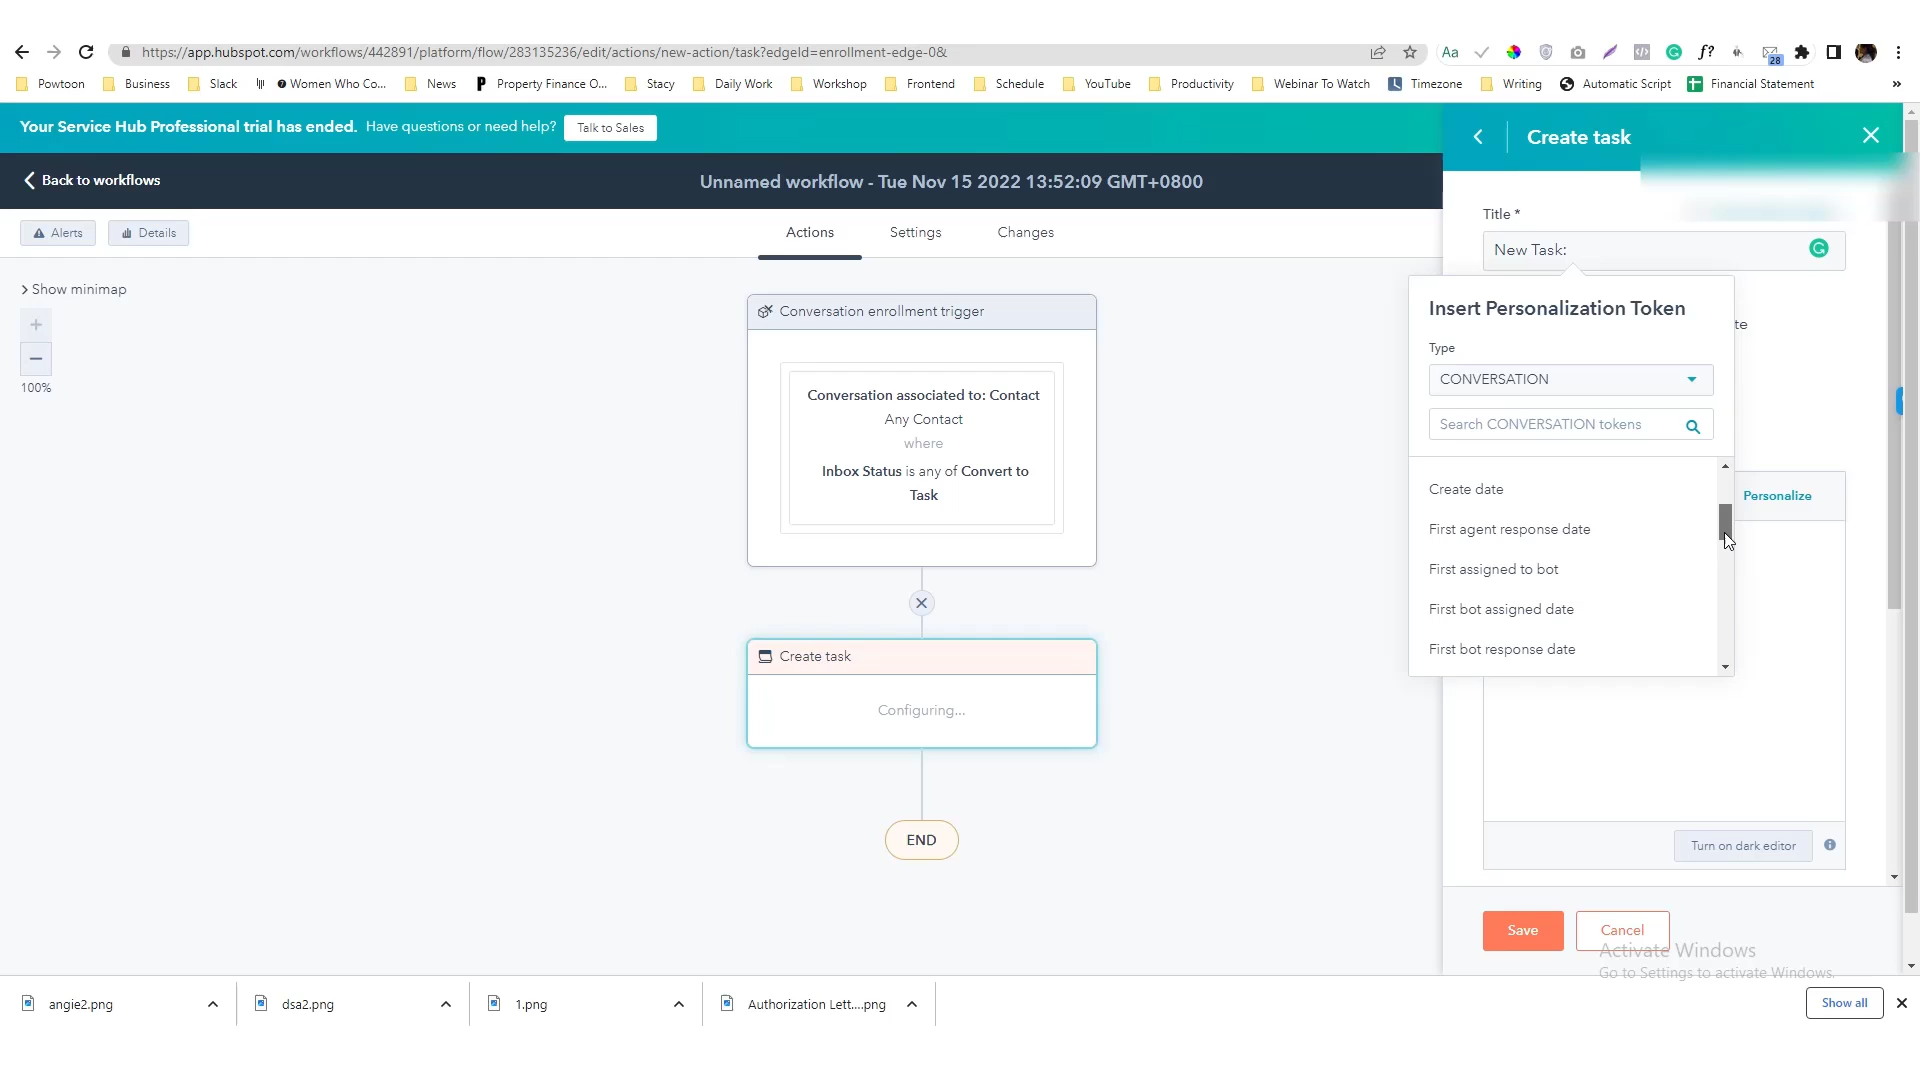 https://app.hubspot.com/workflows/442891/platform/flow/283135236/edit/actions/new-action/task?edgeId=enrollment-edge-0&
Aa
f?
28
Powtoon
Business
Slack
Women Who Co...
News
Property Finance O...
Stacy
Daily Work
Workshop
Frontend
Schedule
YouTube
Productivity
Webinar To Watch
Timezone
Writing
Automatic Script
Financial Statement
»
Your Service Hub Professional trial has ended. Have questions or need help? Talk to Sales
Create task
Back to workflows
Unnamed workflow - Tue Nov 15 2022 13:52:09 GMT+0800
Alerts
Details
Actions
Settings
Changes
Show minimap
100%
Conversation enrollment trigger
Conversation associated to: Contact
Any Contact
where
Inbox Status is any of Convert to
Task
Create task
Configuring...
END
Title *
New Task:
Insert Personalization Token
te
Type
CONVERSATION
Search CONVERSATION tokens
Create date
First agent response date
First assigned to bot
First bot assigned date
First bot response date
Personalize
Turn on dark editor
Save
Cancel
Activate Windows
Go to Settings to activate Windows.
angie2.png
dsa2.png
1.png
Authorization Lett....png
Show all